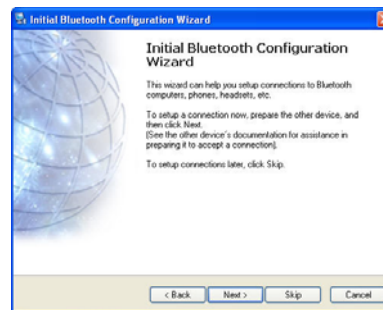 Initial Bluetooth Configuration Wizard
Initial Bluetooth Configuration
Wizard
This wizard can help you setup connections to Bluetooth
computers, phones, headsets, etc.
To setup a connection now, prepare the other device, and
then click Next.
(See the other device's documentation for assistance in
preparing it to accept a connection).
To setup connections later, click Skip.
< Back Next > Skip Cancel